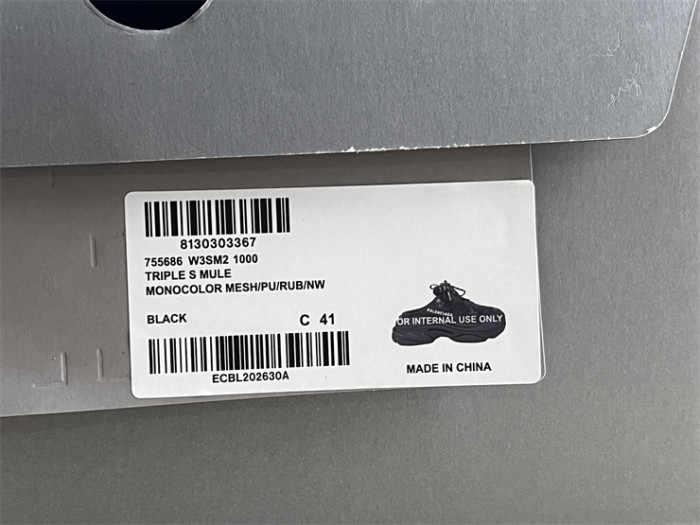 8130303367
755686 W3SM2 1000
TRIPLE S MULE
MONOCOLOR MESH/PU/RUB/NW
BLACK
C 41
ECBL202630A
BALENCIAGA
OR INTERNAL USE ONLY
MADE IN CHINA